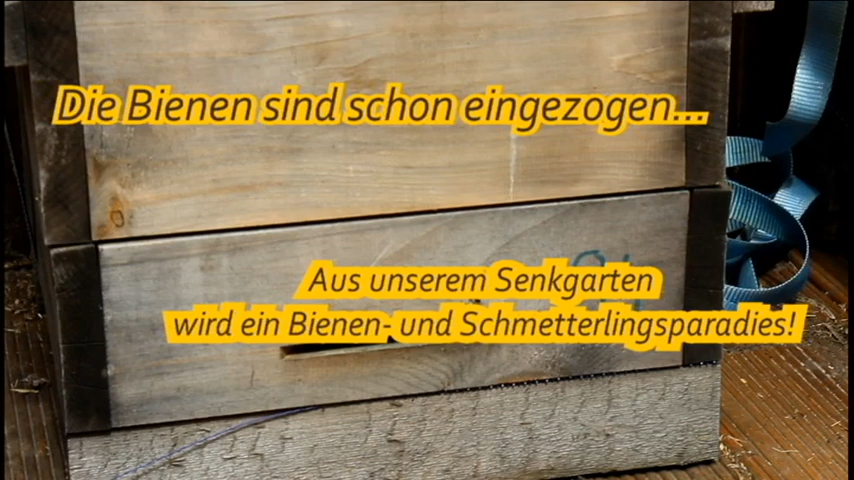 Die Bienen sind schon eingezogen...
Aus unserem Senkgarten
wird ein Bienen- und Schmetterlingsparadies!